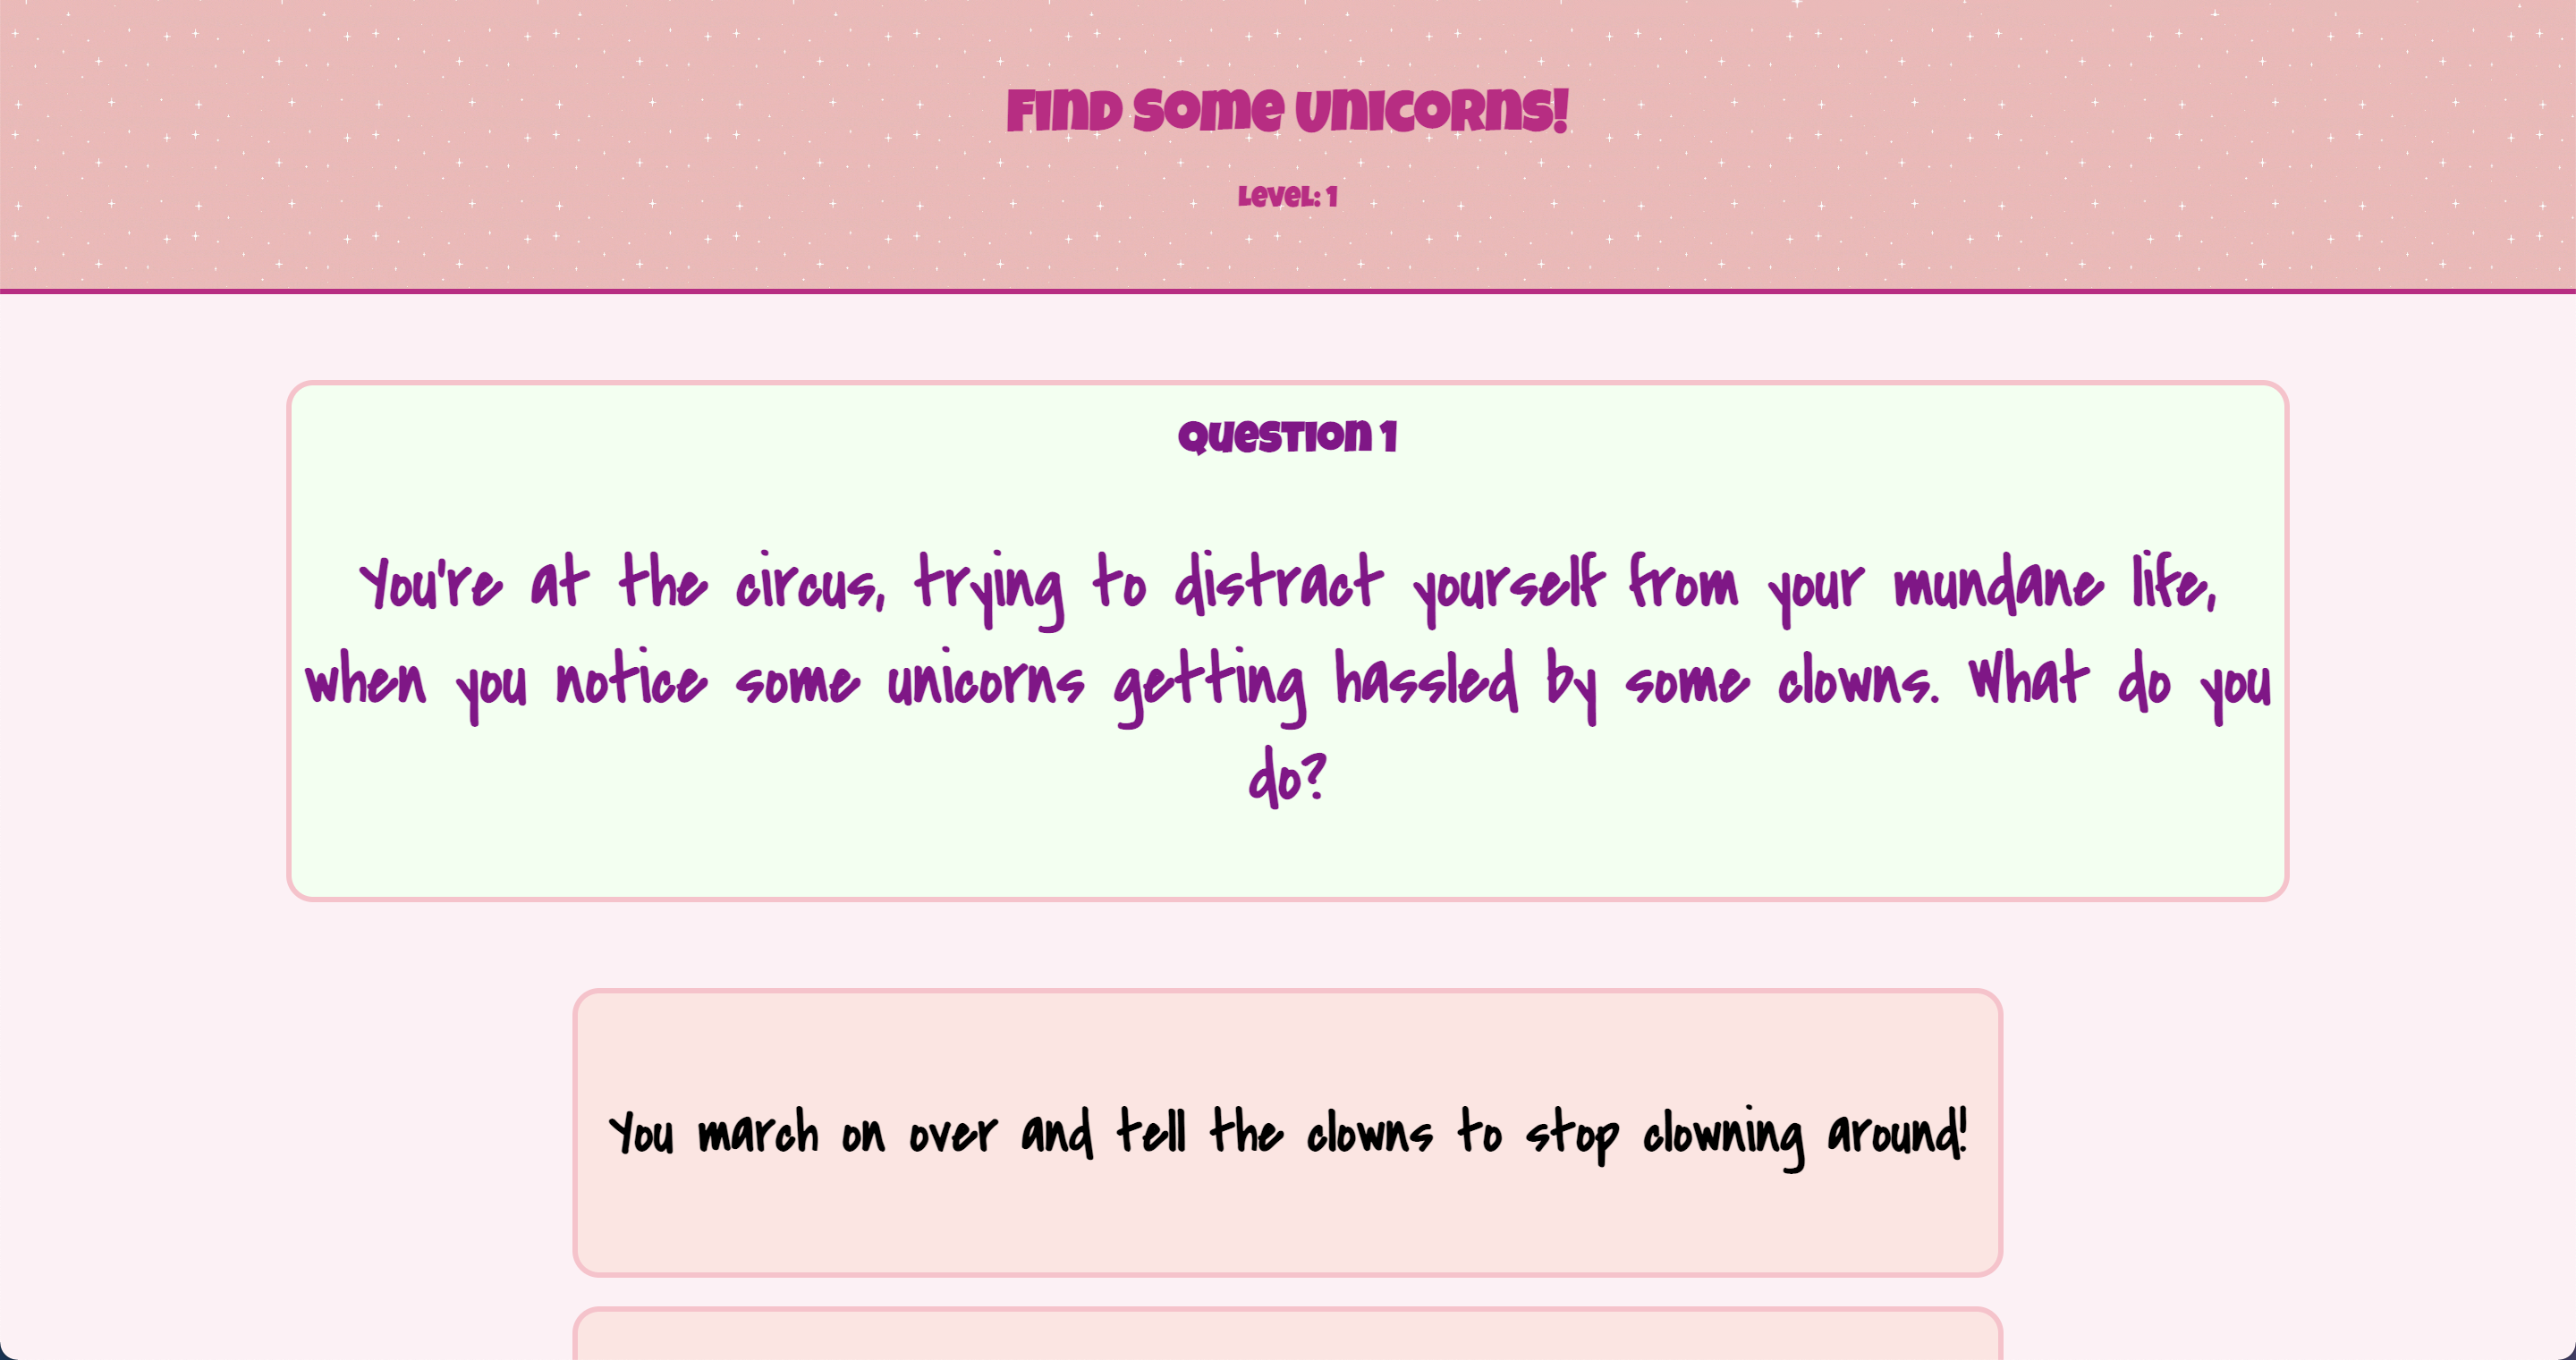 Find Some Unicorns!
Level: 1
Question 1
You're at the circus, trying to distract yourself from your mundane life,
when you notice some unicorns getting hassled by some clowns. What do you
do?
You march on over and tell the clowns to stop clowning around!